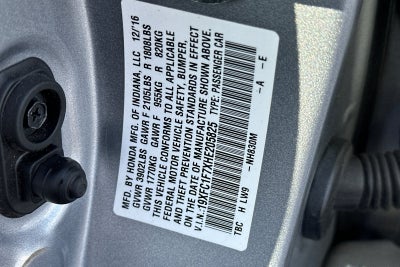 MFD. BY HONDA MFG. OF INDIANA, LLC 12/16
GVWR 3902LBS GAWR F 2105LBS R 1808LBS
GVWR 1770KG GAWR F 955KG R 820KG
THIS VEHICLE CONFORMS TO ALL APPLICABLE
FEDERAL MOTOR VEHICLE SAFETY, BUMPER,
AND THEFT PREVENTION STANDARDS IN EFFECT
ON THE DATE OF MANUFACTURE SHOWN ABOVE.
V.I.N.: 19XFC1F7XHE205825 TYPE: PASSENGER CAR
NH830M - A - E
TBC H LW9